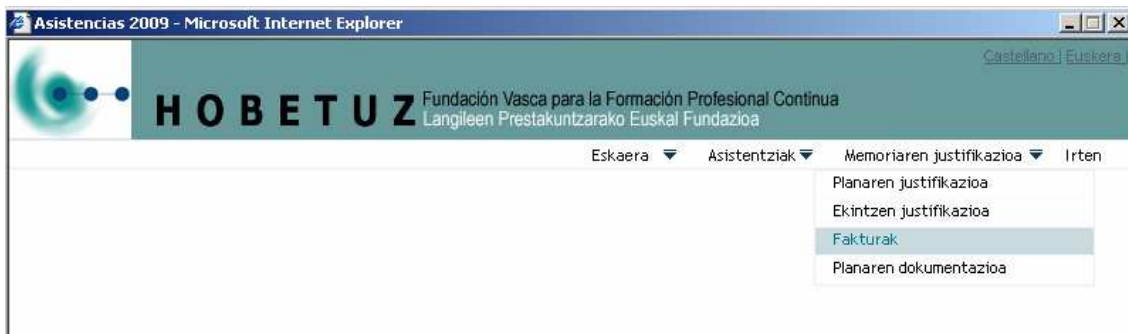 Asistencias 2009 - Microsoft Internet Explorer
Castellano | Euskera |
HOBETUZ Fundación Vasca para la Formación Profesional Continua
Langileen Prestakuntzarako Euskal Fundazioa
Eskaera Asistentziak Memoriaren justifikazioa Irten
Planaren justifikazioa
Ekintzen justifikazioa
Fakturak
Planaren dokumentazioa